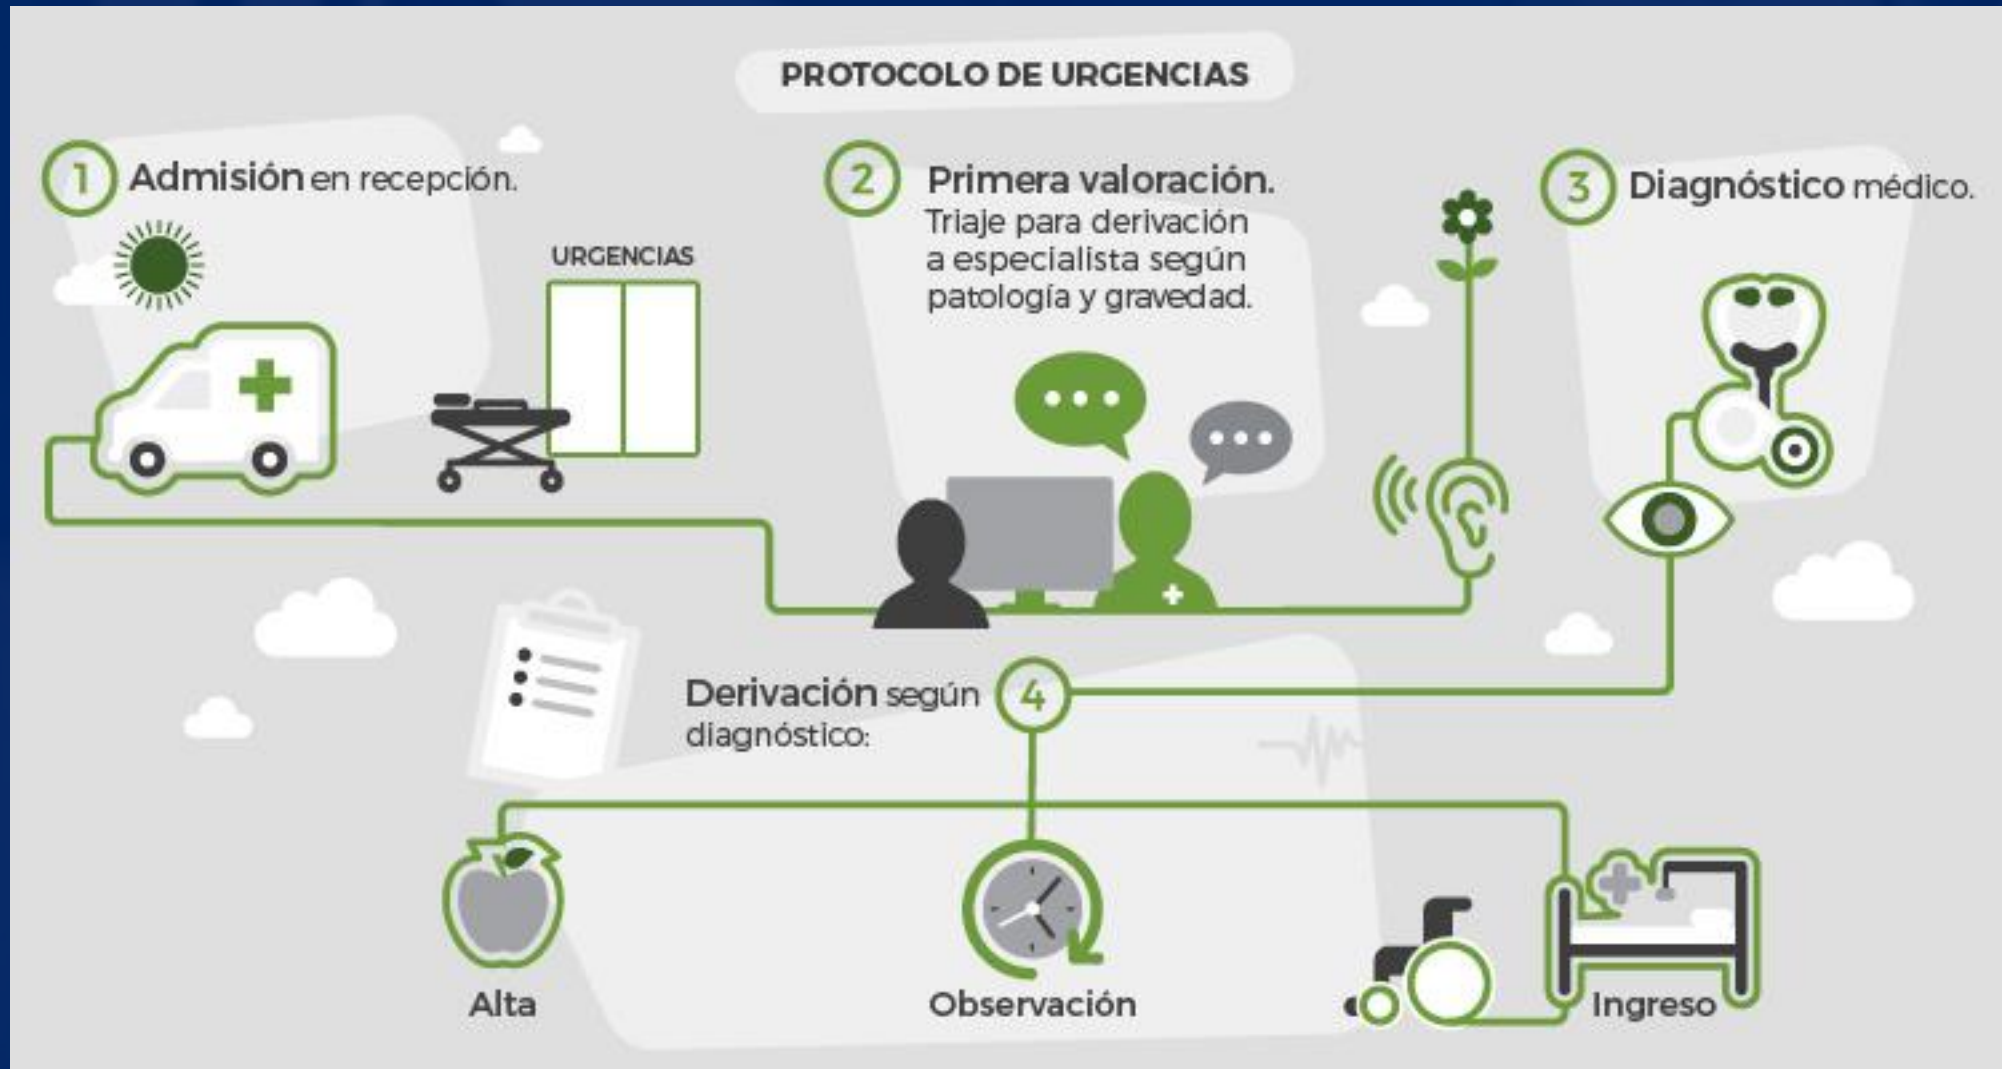 PROTOCOLO DE URGENCIAS
1 Admisión en recepción.
URGENCIAS
2 Primera valoración.
Triaje para derivación
a especialista según
patología y gravedad.
3 Diagnóstico médico.
Derivación según 4
diagnóstico:
Alta
Observación
Ingreso